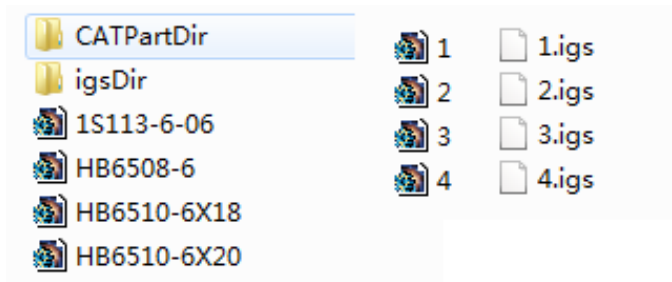 CATPartDir
igsDir
1S113-6-06
HB6508-6
HB6510-6X18
HB6510-6X20
1
2
3
4
1.igs
2.igs
3.igs
4.igs